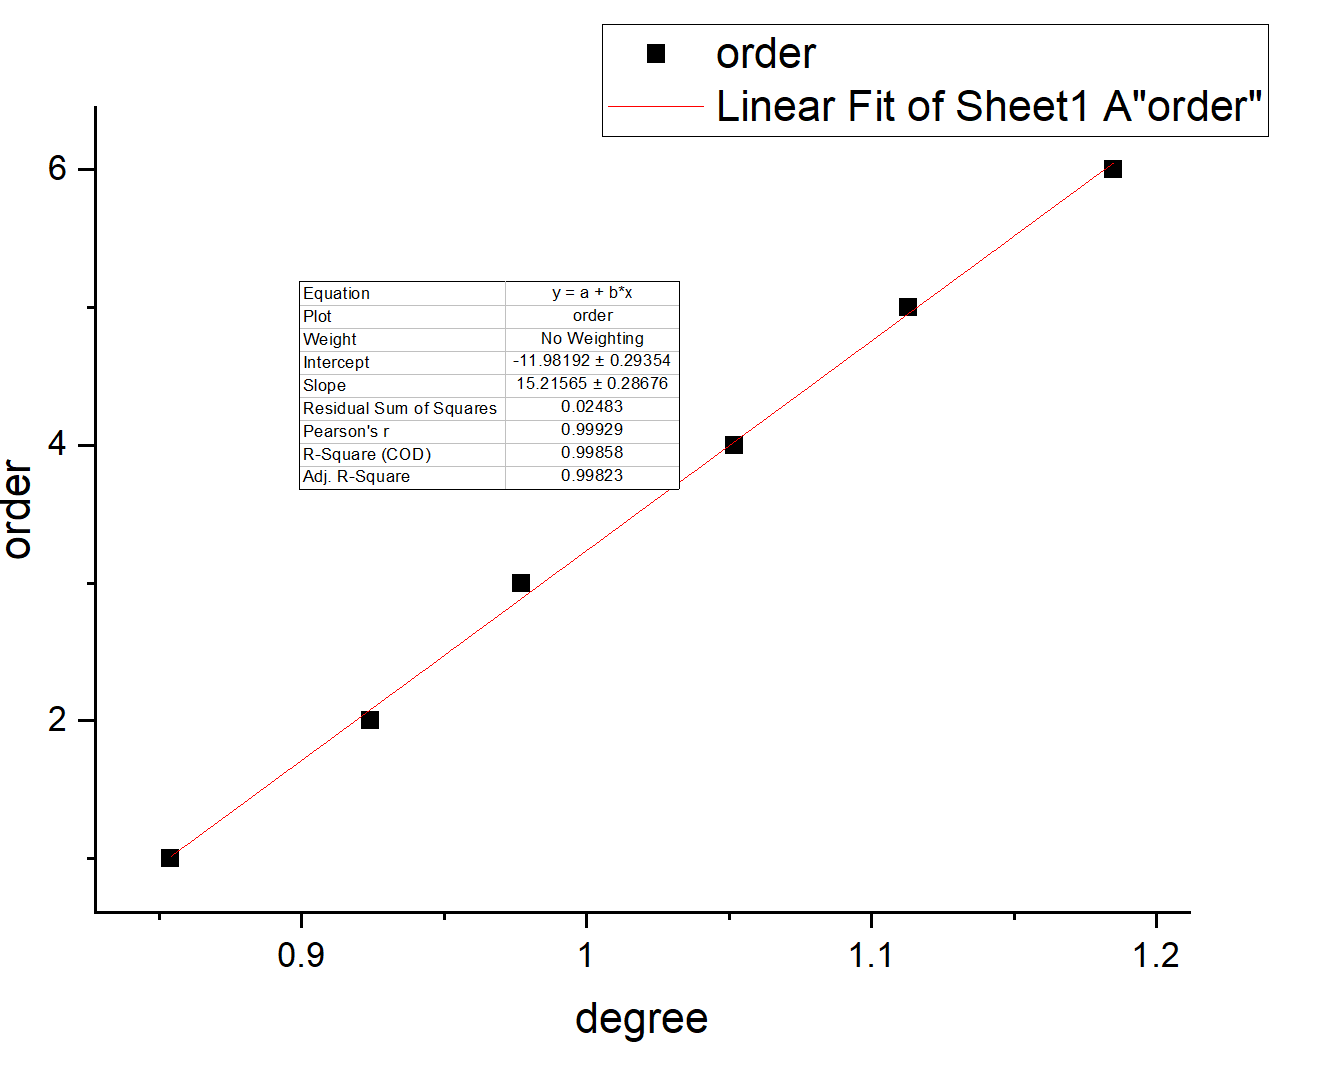 order
Linear Fit of Sheet1 A"order"
6
Equation y = a + b*x
Plot order
Weight No Weighting
Intercept -11.98192 ± 0.29354
Slope 15.21565 ± 0.28676
Residual Sum of Squares 0.02483
Pearson's r 0.99929
R-Square (COD) 0.99858
Adj. R-Square 0.99823
4
order
2
0.9 1 1.1 1.2
degree